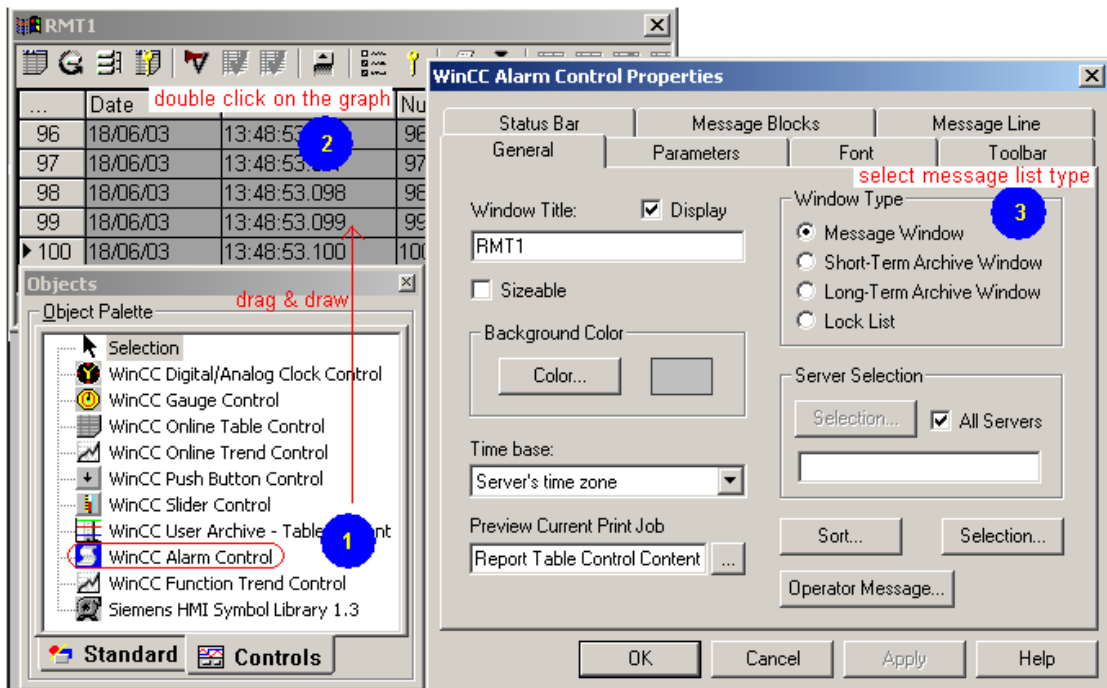 RMT1
... Date double click on the graph Nu
96 18/06/03 13:48:53 96
2
97 18/06/03 13:48:53. 97
98 18/06/03 13:48:53.098 98
99 18/06/03 13:48:53.099 99
100 18/06/03 13:48:53.100 100
Objects
drag & draw
Object Palette
Selection
WinCC Digital/Analog Clock Control
WinCC Gauge Control
WinCC Online Table Control
WinCC Online Trend Control
WinCC Push Button Control
WinCC Slider Control
WinCC User Archive - Table nt
1
WinCC Alarm Control
WinCC Function Trend Control
Siemens HMI Symbol Library 1.3
Standard Controls
WinCC Alarm Control Properties
Status Bar Message Blocks Message Line
General Parameters Font Toolbar
select message list type
3
Window Title: Display
RMT1
Sizeable
Background Color
Color...
Time base:
Server's time zone
Preview Current Print Job
Report Table Control Content ...
Window Type
Message Window
Short-Term Archive Window
Long-Term Archive Window
Lock List
Server Selection
Selection... All Servers
Sort... Selection...
Operator Message...
OK Cancel Apply Help